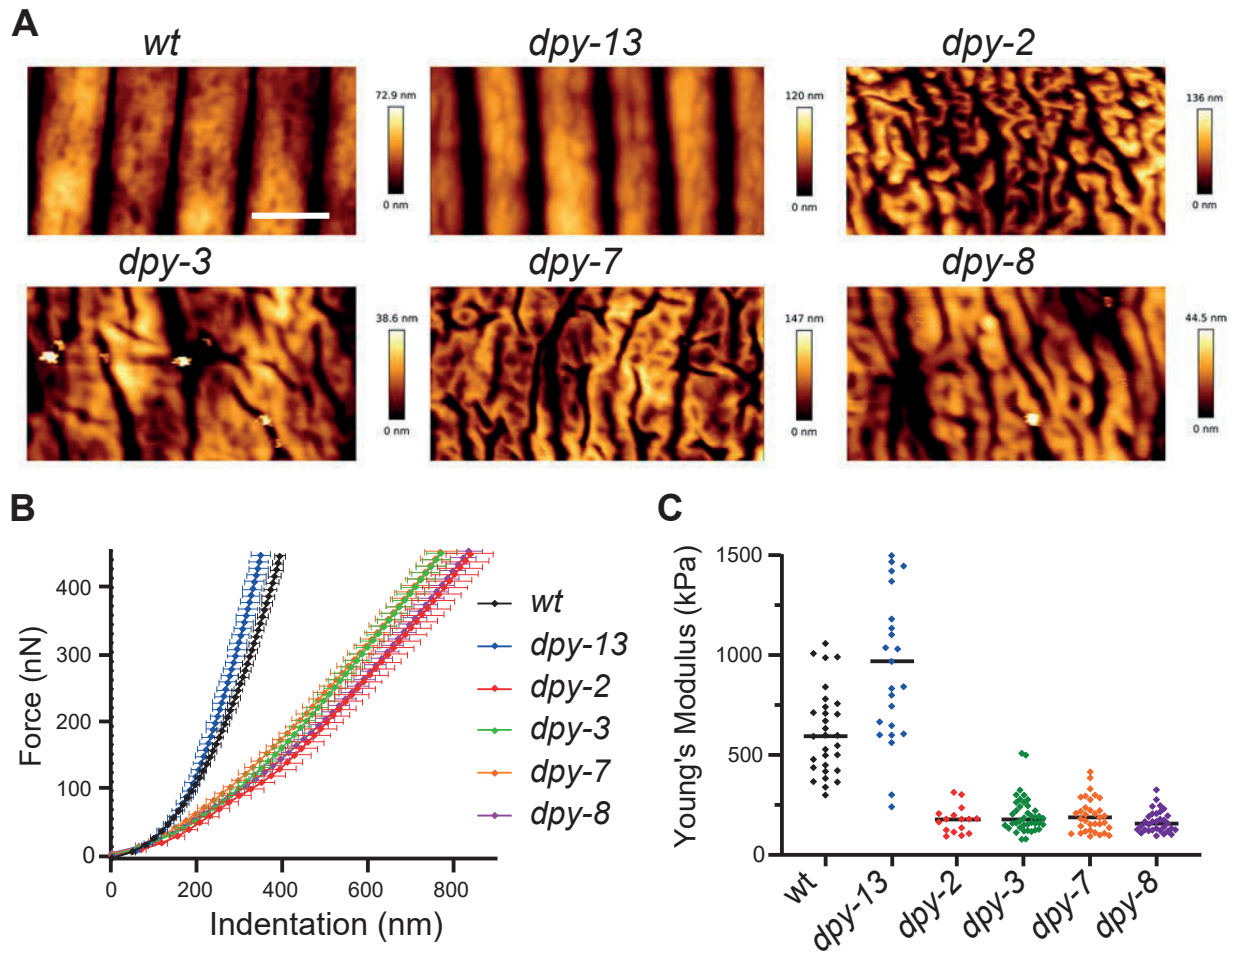 A
wt
dpy-13
dpy-2
72.9 nm
0 nm
120 nm
0 nm
136 nm
0 nm
dpy-3
dpy-7
dpy-8
38.6 nm
0 nm
147 nm
0 nm
44.5 nm
0 nm
B
Force (nN)
400
300
200
100
0
0 200 400 600 800
Indentation (nm)
wt
dpy-13
dpy-2
dpy-3
dpy-7
dpy-8
C
Young's Modulus (kPa)
1500
1000
500
0
wt
dpy-13
dpy-2
dpy-3
dpy-7
dpy-8